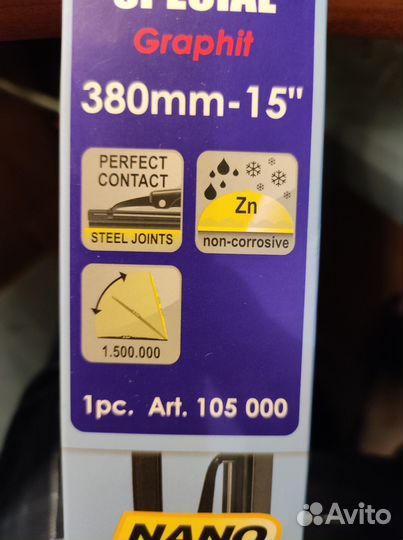 SPECIAL
Graphit
380mm-15"
PERFECT
CONTACT
STEEL JOINTS
Zn
non-corrosive
1.500.000
1pc. Art. 105 000
NANO
Avito